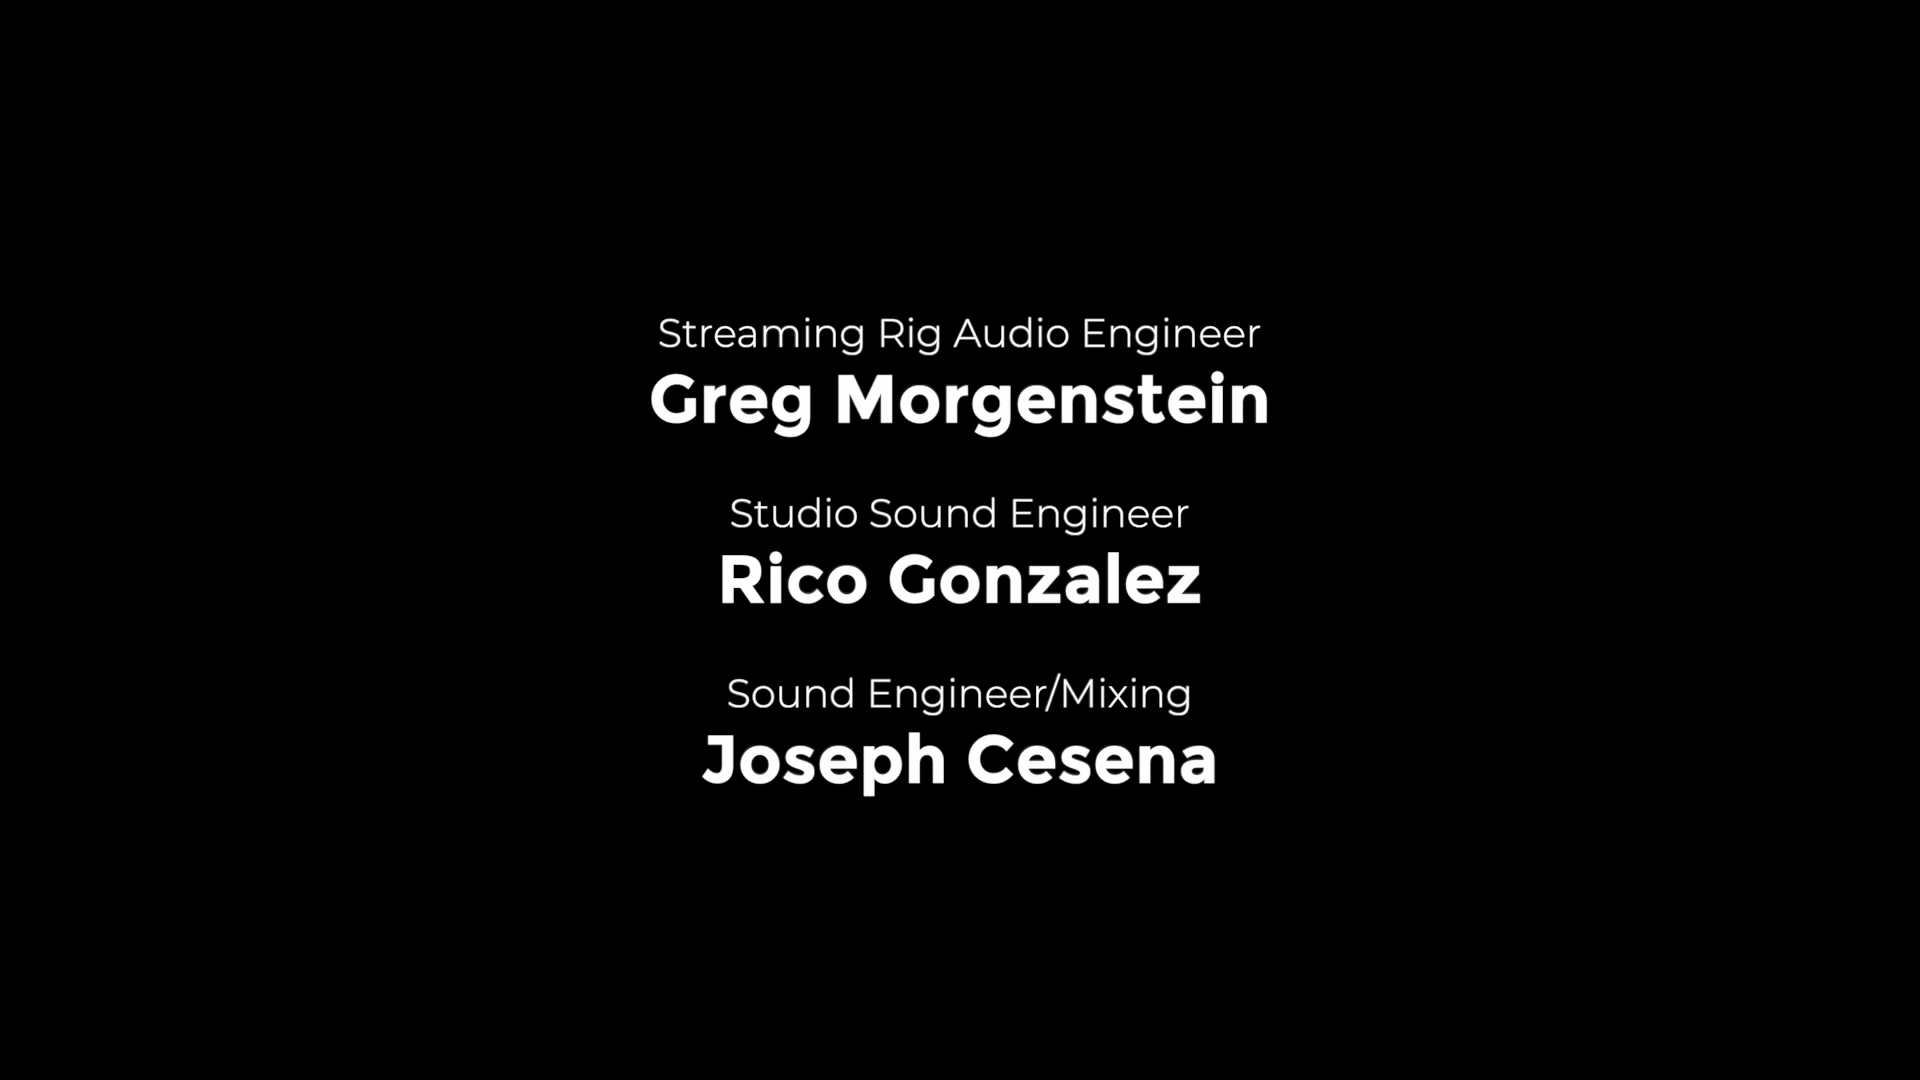 Streaming Rig Audio Engineer
Greg Morgenstein
Studio Sound Engineer
Rico Gonzalez
Sound Engineer/Mixing
Joseph Cesena